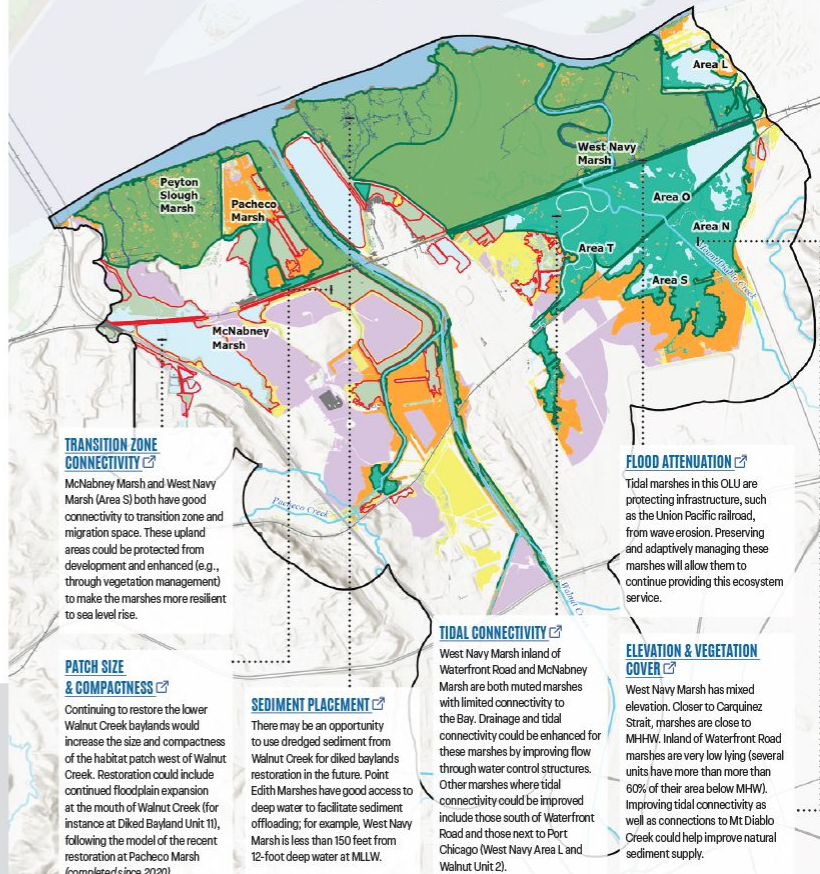 Area L
West Navy
Marsh
Peyton
Slough
Marsh
Pacheco
Marsh
Area O
Area N
Area T
Mount Diablo Creek
Area S
McNabney
Marsh
Pacheco Creek
Walnut Cr
TRANSITION ZONE
CONNECTIVITY
McNabney Marsh and West Navy
Marsh (Area S) both have good
connectivity to transition zone and
migration space. These upland
areas could be protected from
development and enhanced (e.g.,
through vegetation management)
to make the marshes more resilient
to sea level rise.
PATCH SIZE
& COMPACTNESS
Continuing to restore the lower
Walnut Creek baylands would
increase the size and compactness
of the habitat patch west of Walnut
Creek. Restoration could include
continued floodplain expansion
at the mouth of Walnut Creek (for
instance at Diked Bayland Unit 11),
following the model of the recent
restoration at Pacheco Marsh
(completed since 2020)
SEDIMENT PLACEMENT
There may be an opportunity
to use dredged sediment from
Walnut Creek for diked baylands
restoration in the future. Point
Edith Marshes have good access to
deep water to facilitate sediment
offloading; for example, West Navy
Marsh is less than 150 feet from
12-foot deep water at MLLW.
TIDAL CONNECTIVITY
West Navy Marsh inland of
Waterfront Road and McNabney
Marsh are both muted marshes
with limited connectivity to
the Bay. Drainage and tidal
connectivity could be enhanced for
these marshes by improving flow
through water control structures.
Other marshes where tidal
connectivity could be improved
include those south of Waterfront
Road and those next to Port
Chicago (West Navy Area L and
Walnut Unit 2).
FLOOD ATTENUATION
Tidal marshes in this OLU are
protecting infrastructure, such
as the Union Pacific railroad,
from wave erosion. Preserving
and adaptively managing these
marshes will allow them to
continue providing this ecosystem
service.
ELEVATION & VEGETATION
COVER
West Navy Marsh has mixed
elevation. Closer to Carquinez
Strait, marshes are close to
MHHW. Inland of Waterfront Road
marshes are very low lying (several
units have more than more than
60% of their area below MHW).
Improving tidal connectivity as
well as connections to Mt Diablo
Creek could help improve natural
sediment supply.